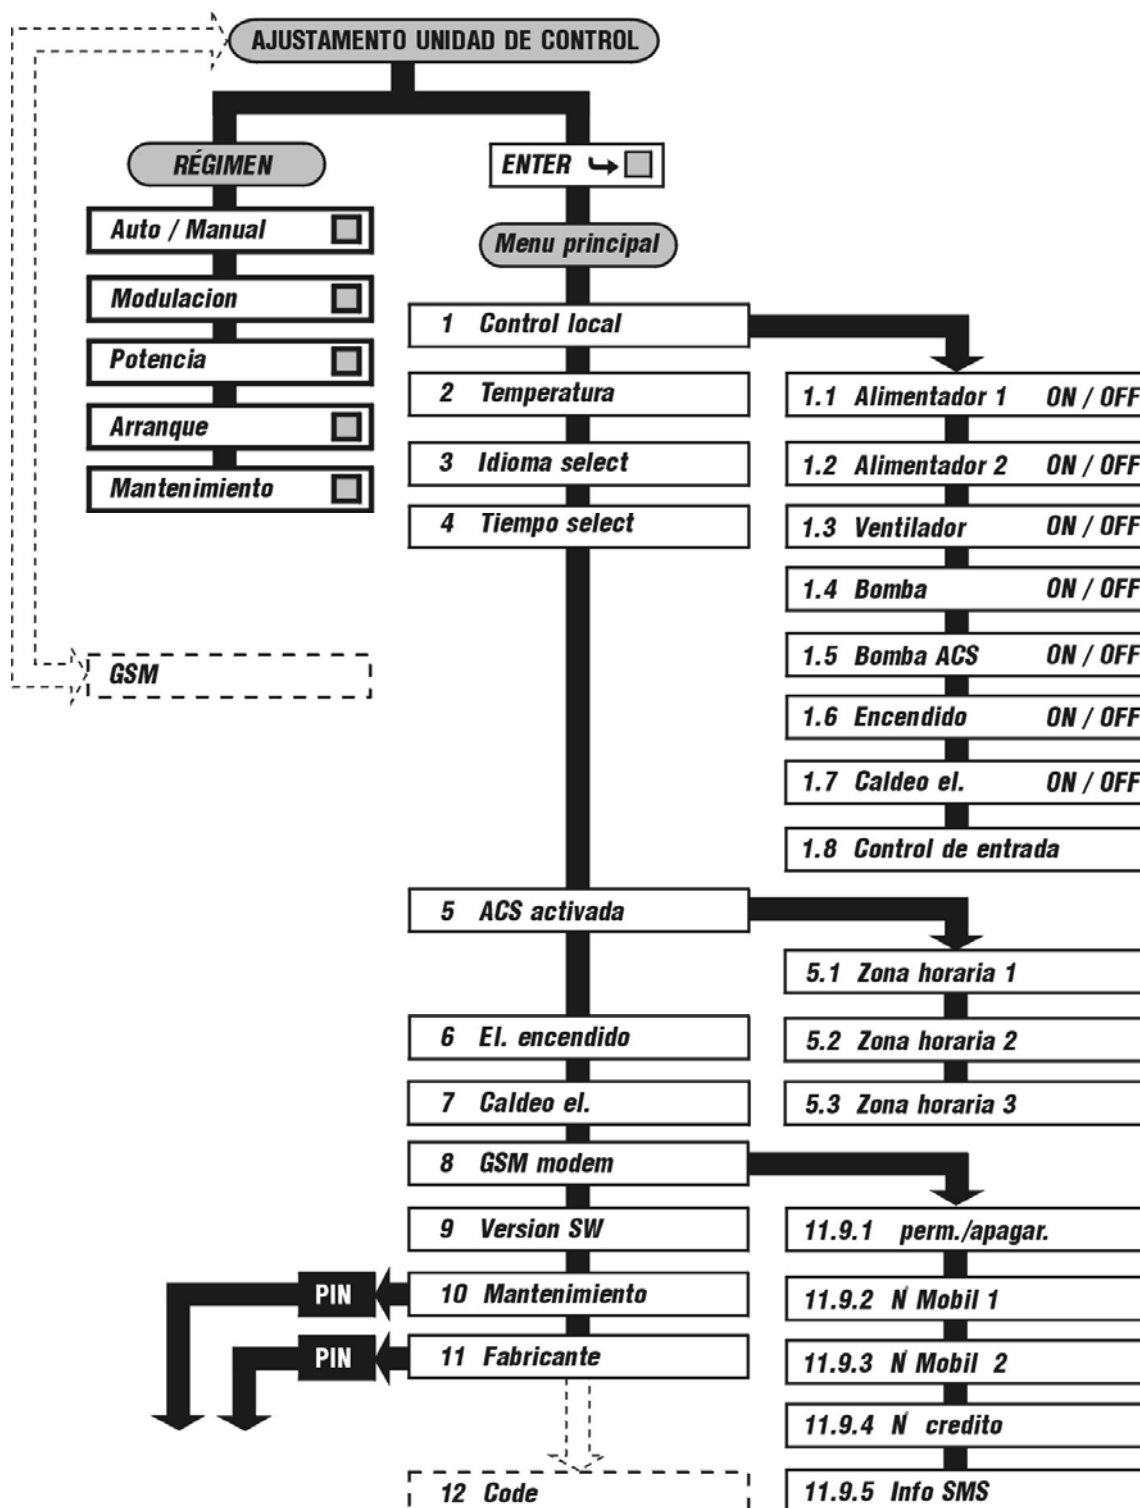 AJUSTAMENTO UNIDAD DE CONTROL
RÉGIMEN
Auto / Manual
Modulacion
Potencia
Arranque
Mantenimiento
GSM
ENTER
Menu principal
1 Control local
2 Temperatura
3 Idioma select
4 Tiempo select
1.1 Alimentador 1 ON / OFF
1.2 Alimentador 2 ON / OFF
1.3 Ventilador ON / OFF
1.4 Bomba ON / OFF
1.5 Bomba ACS ON / OFF
1.6 Encendido ON / OFF
1.7 Caldeo el. ON / OFF
1.8 Control de entrada
5 ACS activada
5.1 Zona horaria 1
5.2 Zona horaria 2
5.3 Zona horaria 3
6 El. encendido
7 Caldeo el.
8 GSM modem
9 Version SW
PIN 10 Mantenimiento
PIN 11 Fabricante
12 Code
11.9.1 perm./apagar.
11.9.2 Ń Mobil 1
11.9.3 Ń Mobil 2
11.9.4 Ń credito
11.9.5 Info SMS